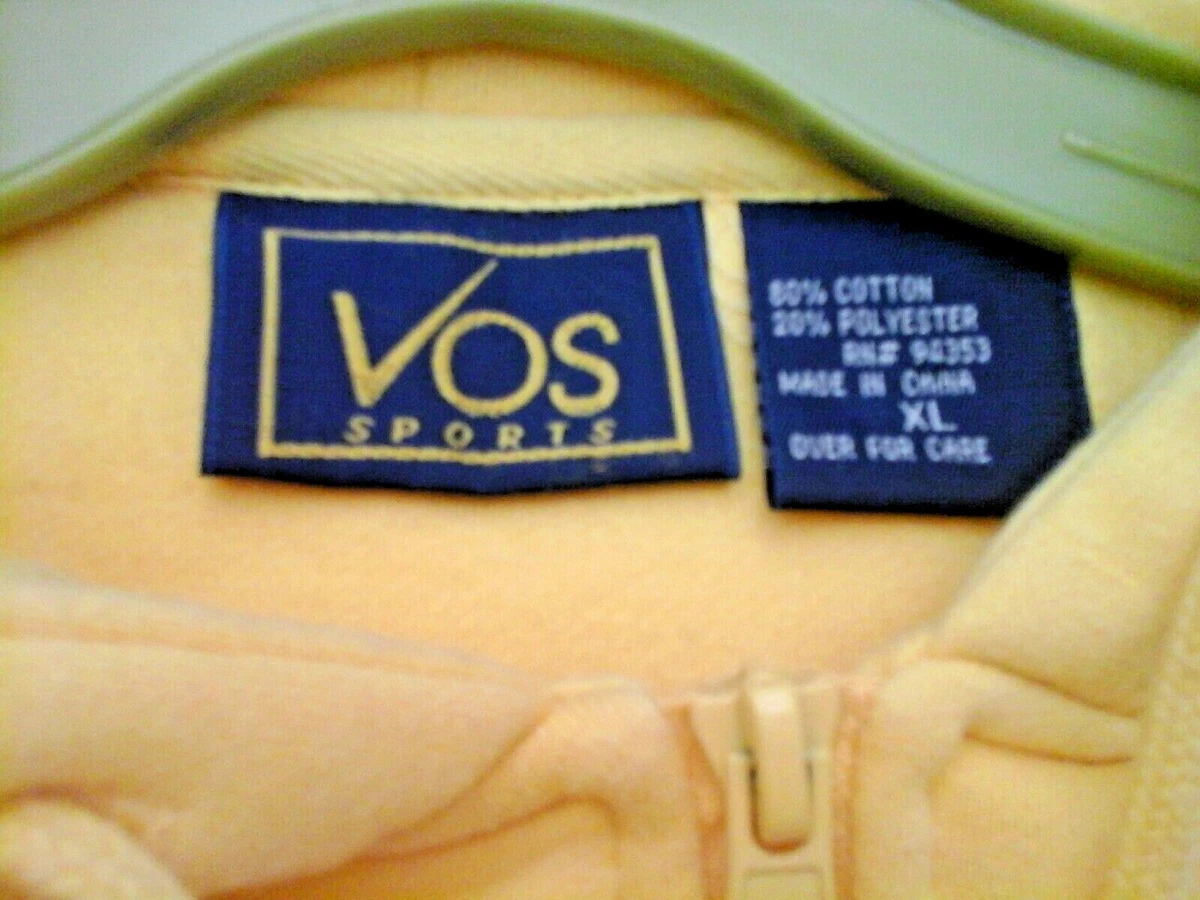 VOS
SPORTS
80% COTTON
20% POLYESTER
RN# 94353
MADE IN CHINA
XL
OVER FOR CARE